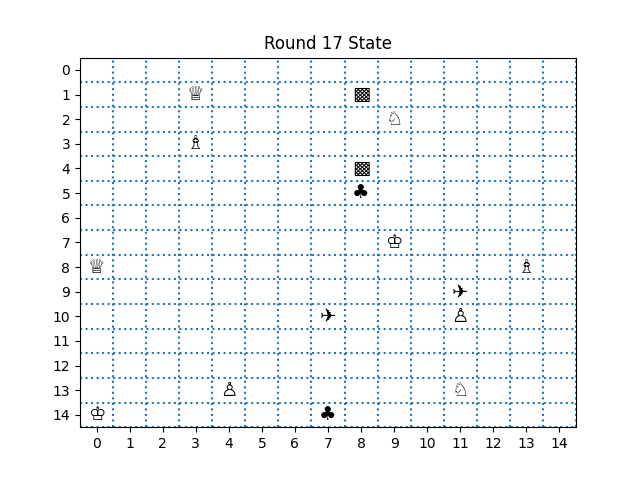 Round 17 State
0
1 ♕ ▩
2 ♘
3 ♗
4 ▩
5 ♣
6
7 ♔
8 ♕ ♗
9 ✈
10 ✈ ♙
11
12
13 ♙ ♘
14 ♔ ♣
0 1 2 3 4 5 6 7 8 9 10 11 12 13 14